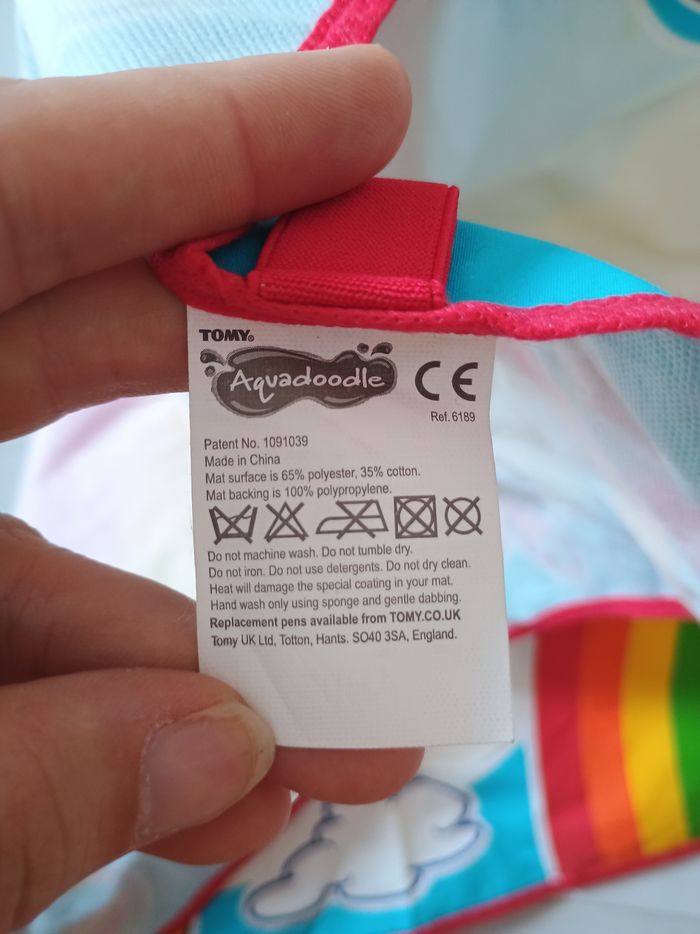 TOMY®
Aquadoodle
CE
Ref. 6189
Patent No. 1091039
Made in China
Mat surface is 65% polyester, 35% cotton.
Mat backing is 100% polypropylene.
Do not machine wash. Do not tumble dry.
Do not iron. Do not use detergents. Do not dry clean.
Heat will damage the special coating in your mat.
Hand wash only using sponge and gentle dabbing.
Replacement pens available from TOMY.CO.UK
Tomy UK Ltd, Totton, Hants. SO40 3SA, England.